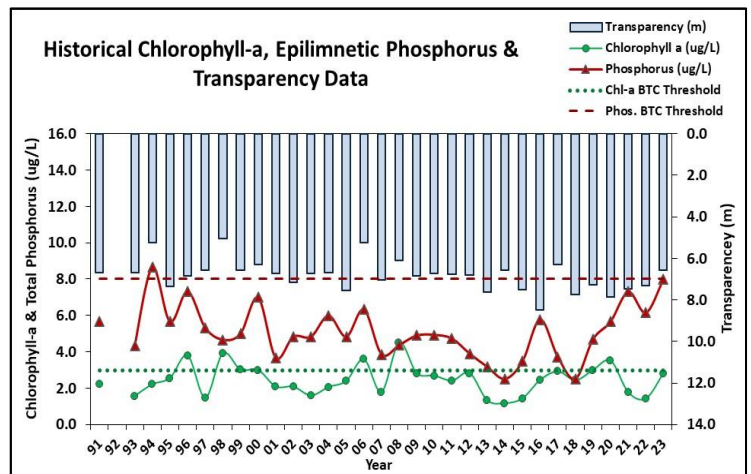 Historical Chlorophyll-a, Epilimnetic Phosphorus &
Transparency Data
Transparency (m)
Chlorophyll a (ug/L)
Phosphorus (ug/L)
Chl-a BTC Threshold
Phos. BTC Threshold
Chlorophyll-a & Total Phosphorus (ug/L)
16.0
14.0
12.0
10.0
8.0
6.0
4.0
2.0
0.0
0.0
2.0
4.0
6.0
8.0
10.0
12.0
14.0
Transparencey (m)
91 92 93 94 95 96 97 98 99 00 01 02 03 04 05 06 07 08 09 10 11 12 13 14 15 16 17 18 19 20 21 22 23
Year